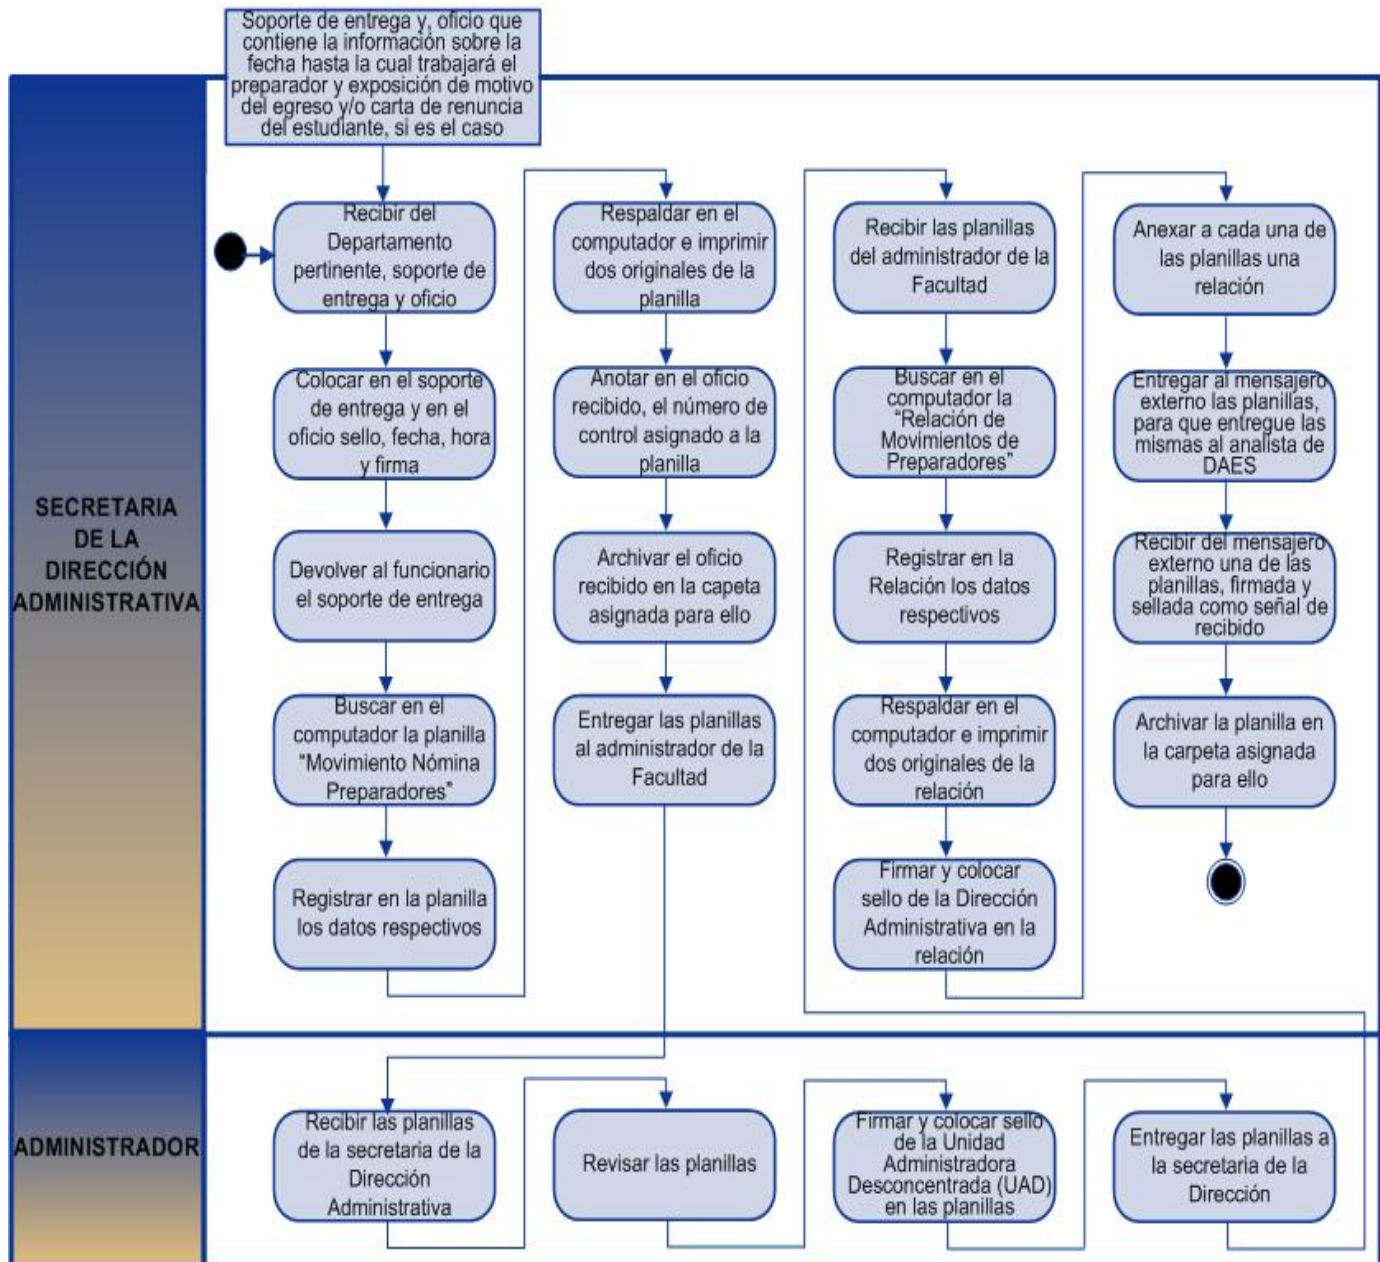 Soporte de entrega y, oficio que
contiene la información sobre la
fecha hasta la cual trabajará el
preparador y exposición de motivo
del egreso y/o carta de renuncia
del estudiante, si es el caso
SECRETARIA
DE LA
DIRECCIÓN
ADMINISTRATIVA
Recibir del
Departamento
pertinente, soporte de
entrega y oficio
Colocar en el soporte
de entrega y en el
oficio sello, fecha, hora
y firma
Devolver al funcionario
el soporte de entrega
Buscar en el
computador la planilla
“Movimiento Nómina
Preparadores”
Registrar en la planilla
los datos respectivos
Respaldar en el
computador e imprimir
dos originales de la
planilla
Anotar en el oficio
recibido, el número de
control asignado a la
planilla
Archivar el oficio
recibido en la capeta
asignada para ello
Entregar las planillas
al administrador de la
Facultad
Recibir las planillas
del administrador de la
Facultad
Buscar en el
computador la
“Relación de
Movimientos de
Preparadores”
Registrar en la
Relación los datos
respectivos
Respaldar en el
computador e imprimir
dos originales de la
relación
Firmar y colocar
sello de la Dirección
Administrativa en la
relación
Anexar a cada una de
las planillas una
relación
Entregar al mensajero
externo las planillas,
para que entregue las
mismas al analista de
DAES
Recibir del mensajero
externo una de las
planillas, firmada y
sellada como señal de
recibido
Archivar la planilla en
la carpeta asignada
para ello
ADMINISTRADOR
Recibir las planillas
de la secretaria de la
Dirección
Administrativa
Revisar las planillas
Firmar y colocar sello
de la Unidad
Administradora
Desconcentrada (UAD)
en las planillas
Entregar las planillas a
la secretaria de la
Dirección